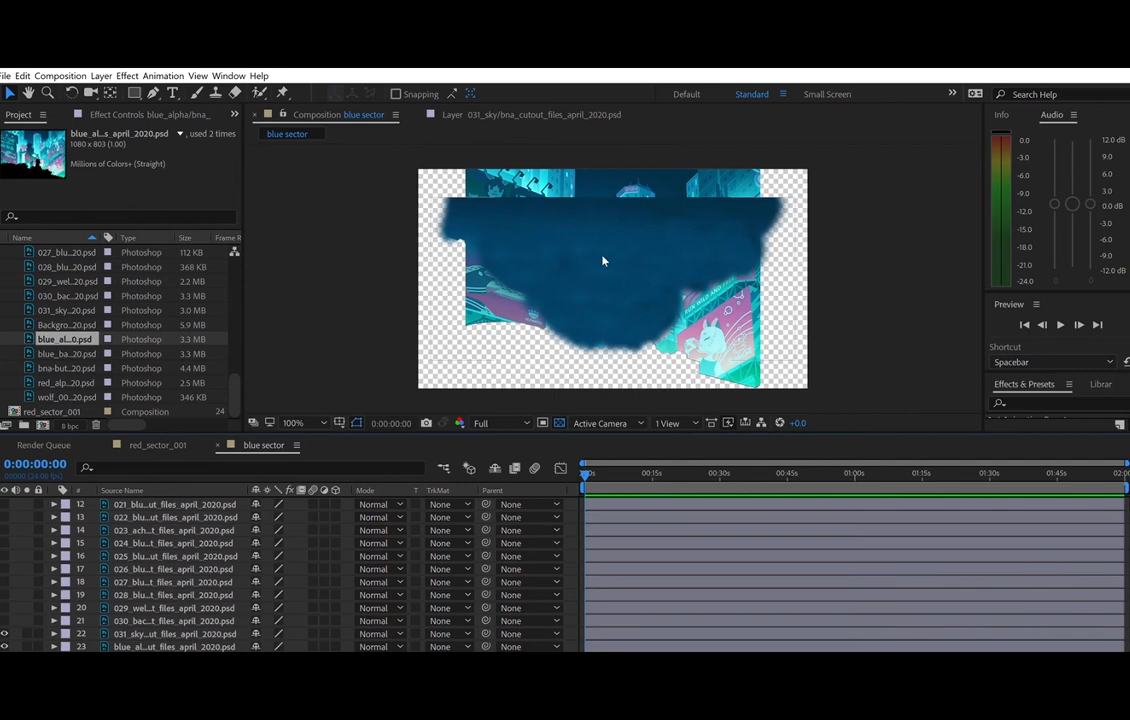 File Edit Composition Layer Effect Animation View Window Help
Snapping Default Standard Small Screen Search Help
Project Effect Controls blue_alpha/bna_ Composition blue sector Layer 031_sky/bna_cutout_files_april_2020.psd Info Audio
blue_al...s_april_2020.psd , used 2 times
1080 x 803 (1.00)
Millions of Colors+ (Straight)
blue sector
0.0 12.0 dB
-3.0 9.0 dB
-6.0 6.0 dB
-9.0 3.0 dB
-12.0 0.0 dB
-15.0 -3.0 dB
-18.0 -6.0 dB
-21.0 -9.0 dB
-24.0 -12.0 dB
Name Type Size Frame R
027_blu...20.psd Photoshop 112 KB
028_blu...20.psd Photoshop 368 KB
029_wel...20.psd Photoshop 2.2 MB
030_bac...20.psd Photoshop 3.3 MB
031_sky...20.psd Photoshop 3.0 MB
Backgro...20.psd Photoshop 5.9 MB
blue_al...0.psd Photoshop 3.3 MB
blue_ba...20.psd Photoshop 3.3 MB
bna-but...20.psd Photoshop 4.4 MB
red_alp...20.psd Photoshop 2.5 MB
wolf_00...20.psd Photoshop 346 KB
red_sector_001 Composition 24
8 bpc
RUN WILD AND
Preview
Shortcut
Spacebar
Effects & Presets Librar
100% 0:00:00:00 Full Active Camera 1 View +0.0
Render Queue red_sector_001 blue sector
0:00:00:00
00000 (24.00 fps)
00:15s 00:30s 00:45s 01:00s 01:15s 01:30s 01:45s 02:00
# Source Name Mode T TrkMat Parent
12 021_blu...ut_files_april_2020.psd Normal None None
13 022_blu...ut_files_april_2020.psd Normal None None
14 023_ach...t_files_april_2020.psd Normal None None
15 024_blu...t_files_april_2020.psd Normal None None
16 025_blu...ut_files_april_2020.psd Normal None None
17 026_blu...t_files_april_2020.psd Normal None None
18 027_blu...t_files_april_2020.psd Normal None None
19 028_blu...t_files_april_2020.psd Normal None None
20 029_wel...t_files_april_2020.psd Normal None None
21 030_bac...t_files_april_2020.psd Normal None None
22 031_sky...ut_files_april_2020.psd Normal None None
23 blue_al...ut_files_april_2020.psd Normal None None